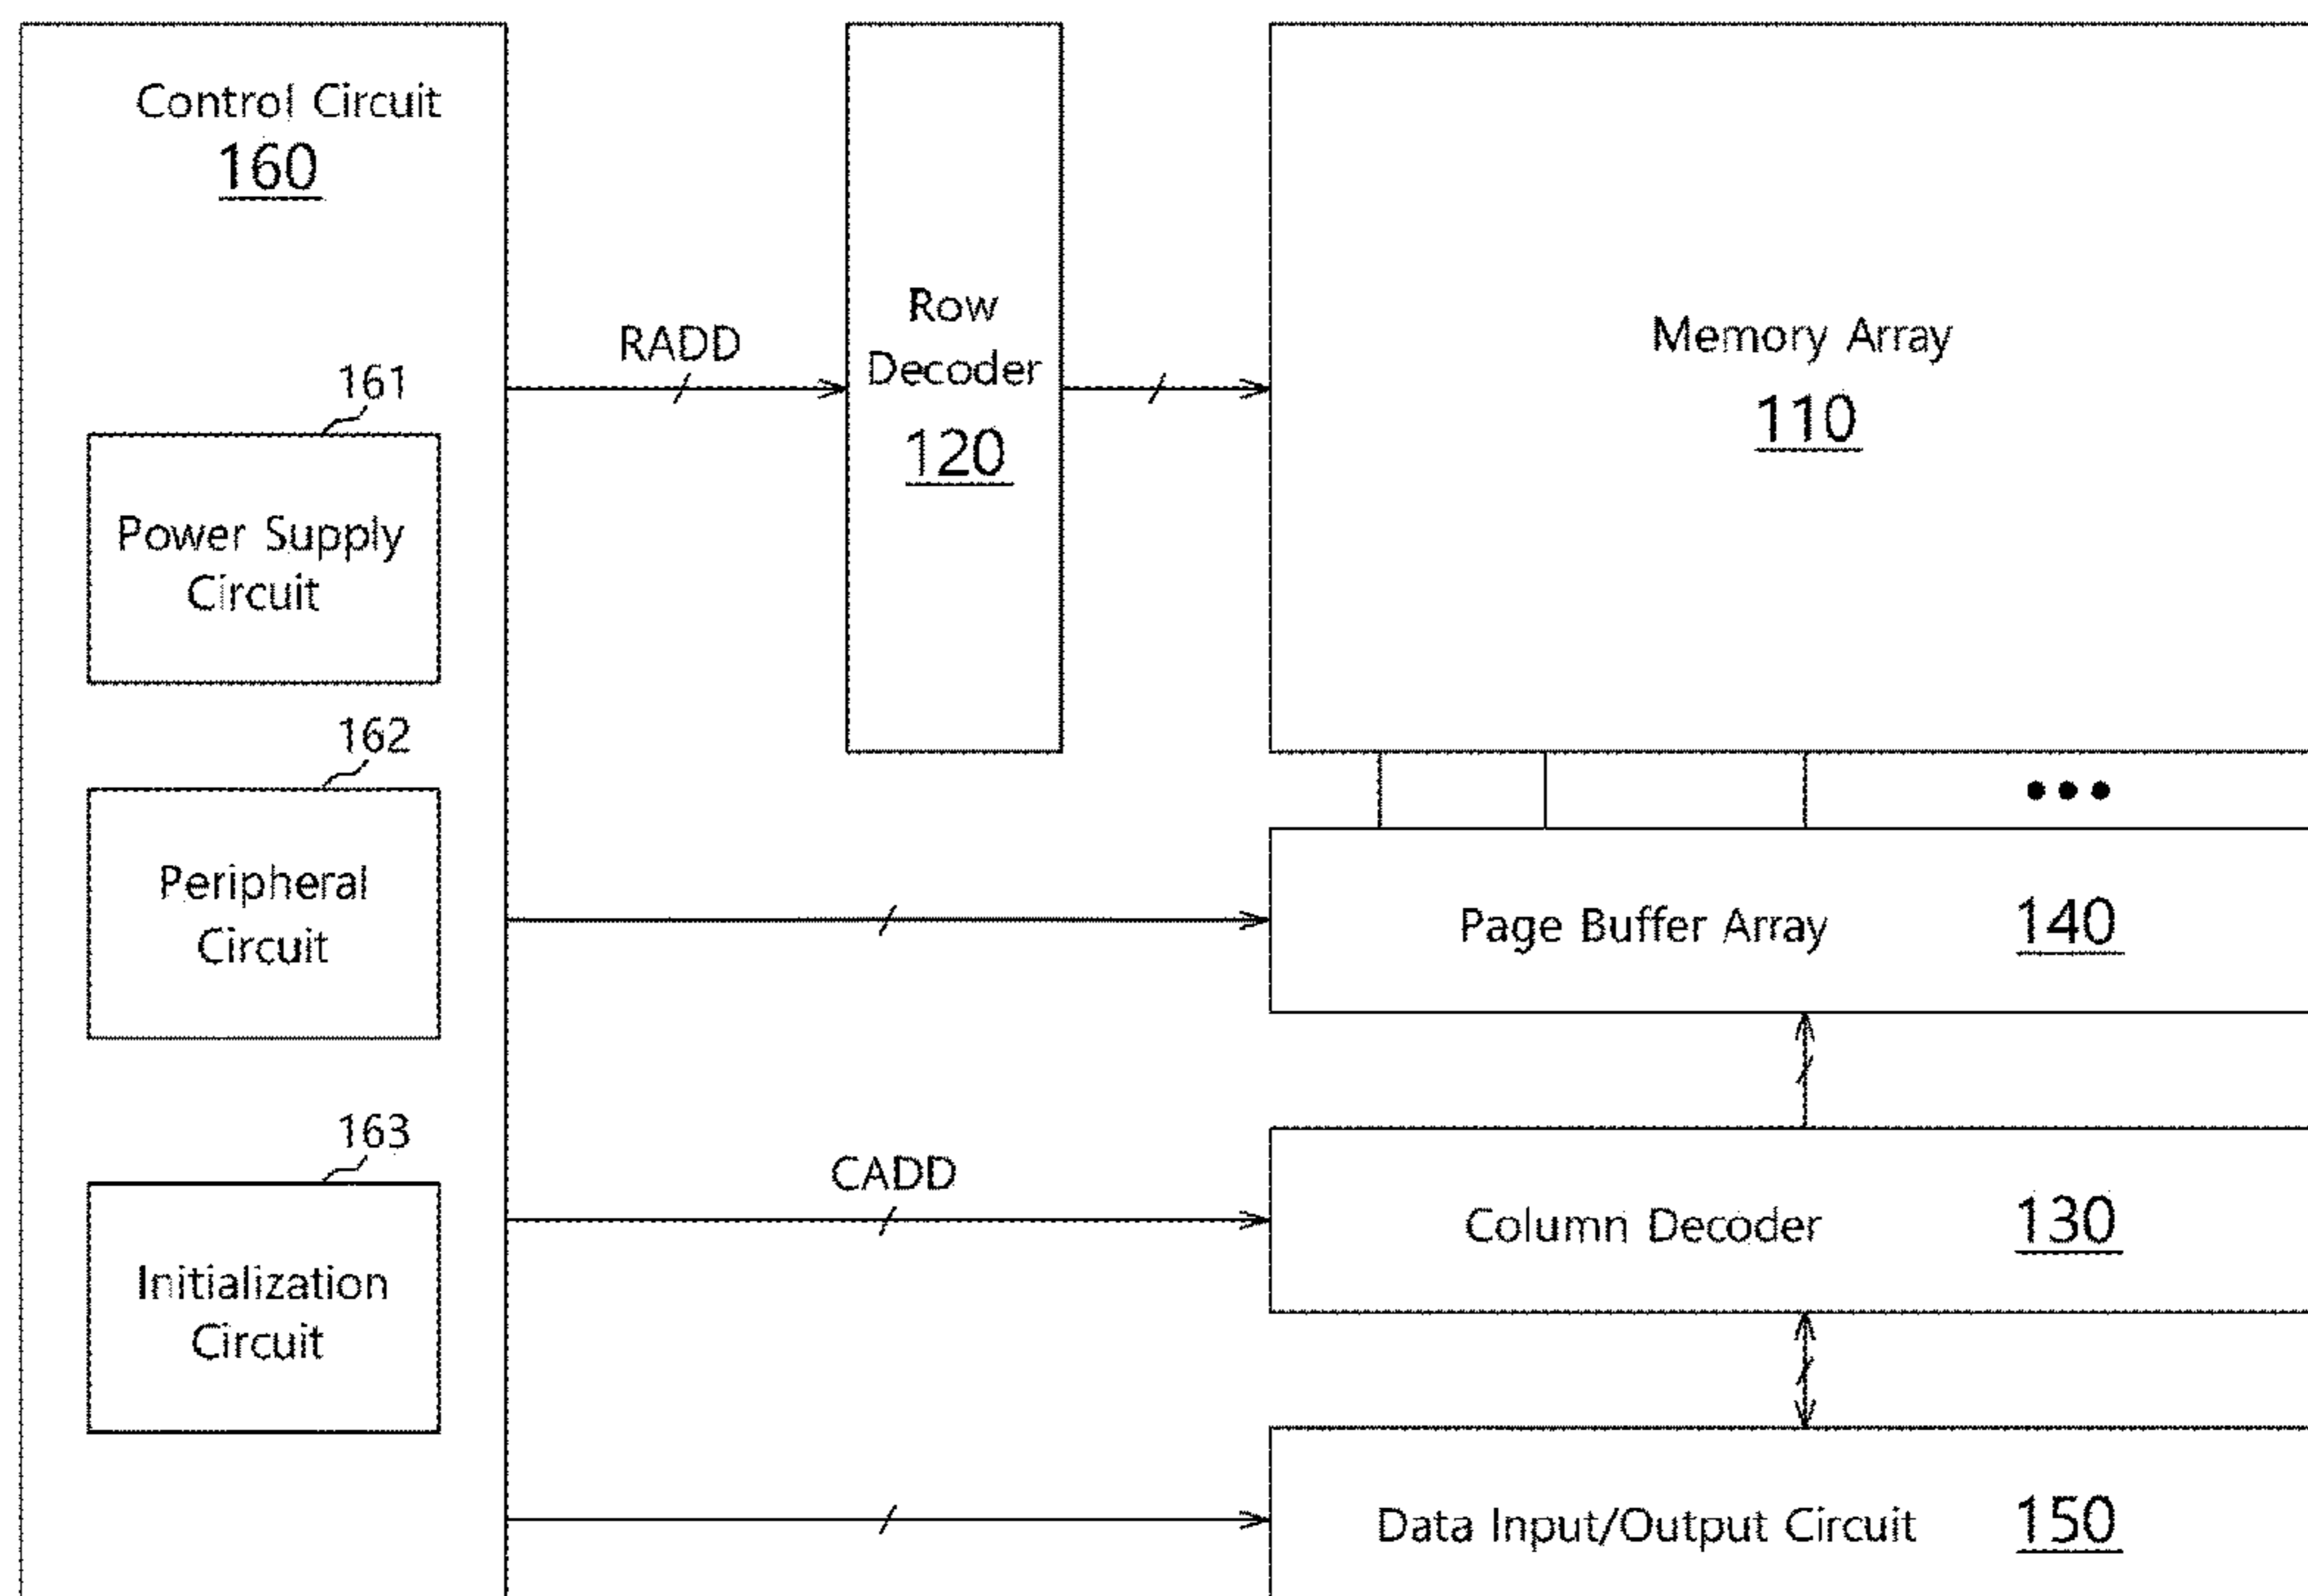 Control Circuit
160
161
Power Supply
Circuit
162
Peripheral
Circuit
163
Initialization
Circuit
RADD
Row
Decoder
120
Memory Array
110
Page Buffer Array 140
CADD
Column Decoder 130
Data Input/Output Circuit 150